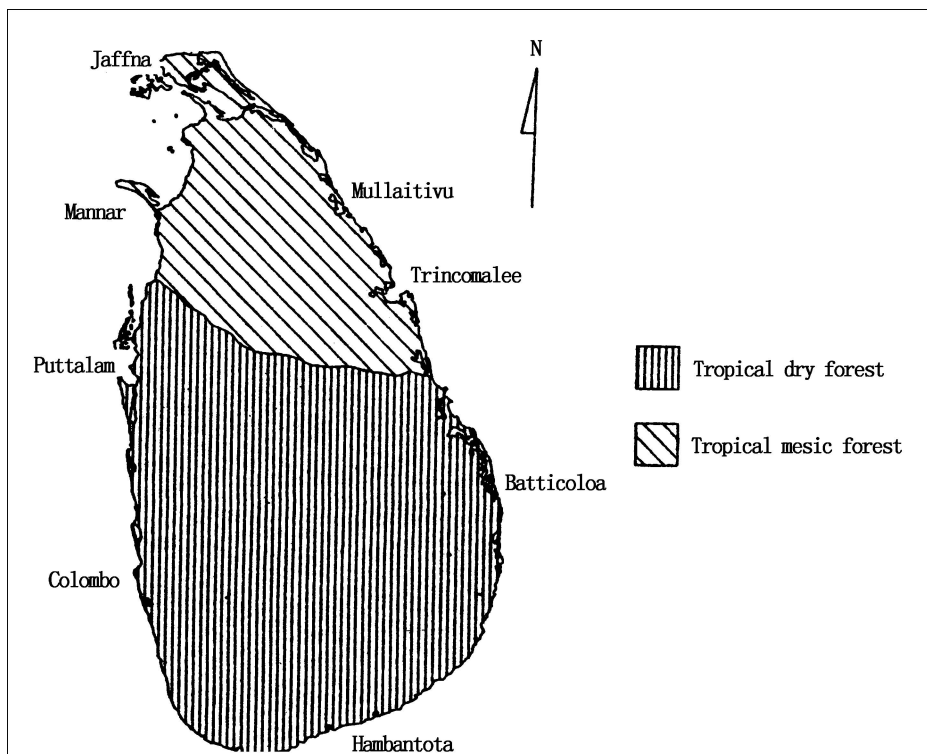 Jaffna
N
Mullaitivu
Mannar
Trincomalee
Puttalam
Tropical dry forest
Tropical mesic forest
Batticoloa
Colombo
Hambantota